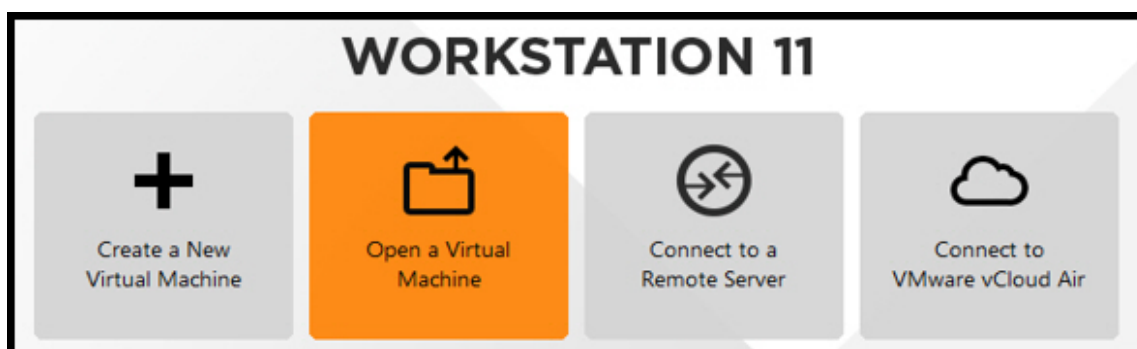 WORKSTATION 11
Create a New
Virtual Machine
Open a Virtual
Machine
Connect to a
Remote Server
Connect to
VMware vCloud Air